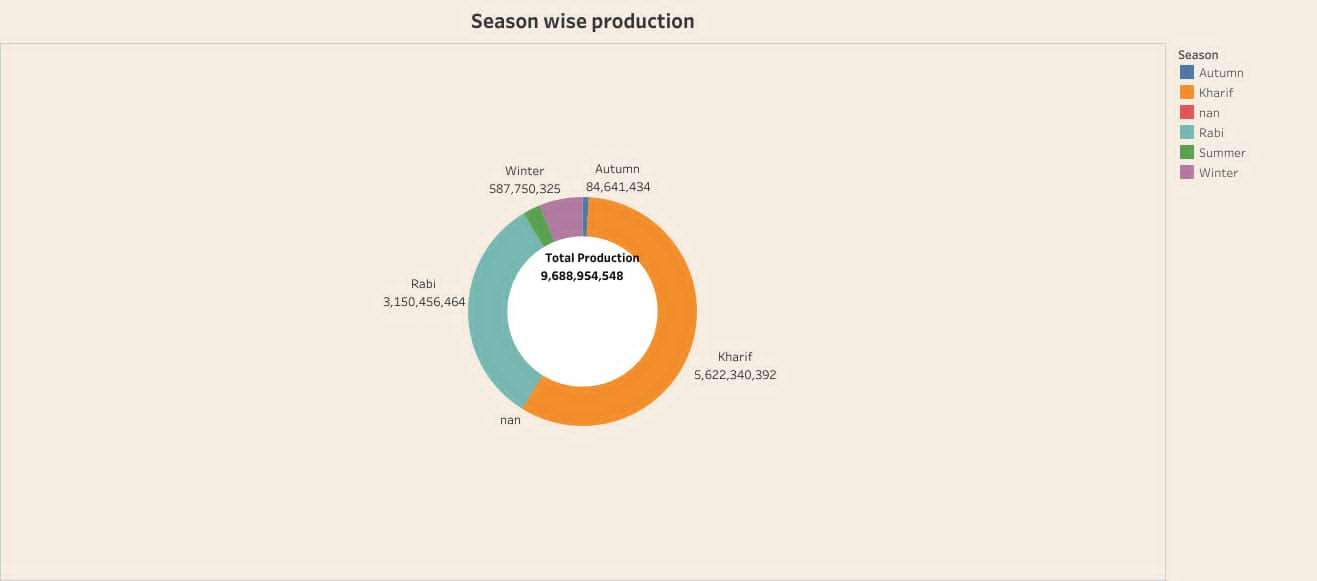 Season wise production
Season
Autumn
Kharif
nan
Rabi
Summer
Winter
Winter
587,750,325
Autumn
84,641,434
Total Production
9,688,954,548
Rabi
3,150,456,464
Kharif
5,622,340,392
nan